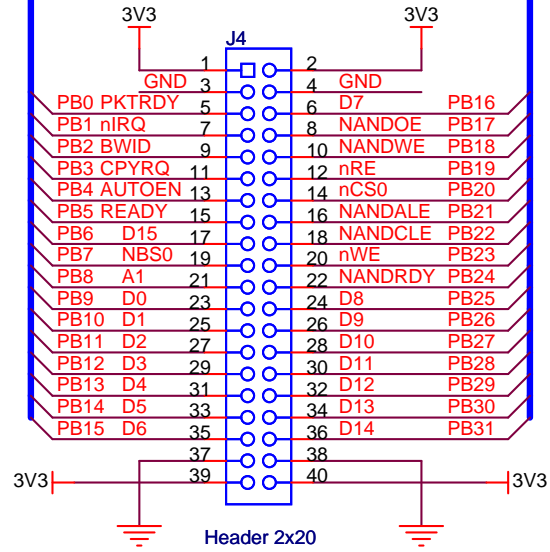 3V3 3V3
J4
1 2
GND 3 4 GND
PB0 PKTRDY 5 6 D7 PB16
PB1 nIRQ 7 8 NANDOE PB17
PB2 BWID 9 10 NANDWE PB18
PB3 CPYRQ 11 12 nRE PB19
PB4 AUTOEN 13 14 nCS0 PB20
PB5 READY 15 16 NANDALE PB21
PB6 D15 17 18 NANDCLE PB22
PB7 NBS0 19 20 nWE PB23
PB8 A1 21 22 NANDRDY PB24
PB9 D0 23 24 D8 PB25
PB10 D1 25 26 D9 PB26
PB11 D2 27 28 D10 PB27
PB12 D3 29 30 D11 PB28
PB13 D4 31 32 D12 PB29
PB14 D5 33 34 D13 PB30
PB15 D6 35 36 D14 PB31
37 38
3V3 39 40 3V3
Header 2x20